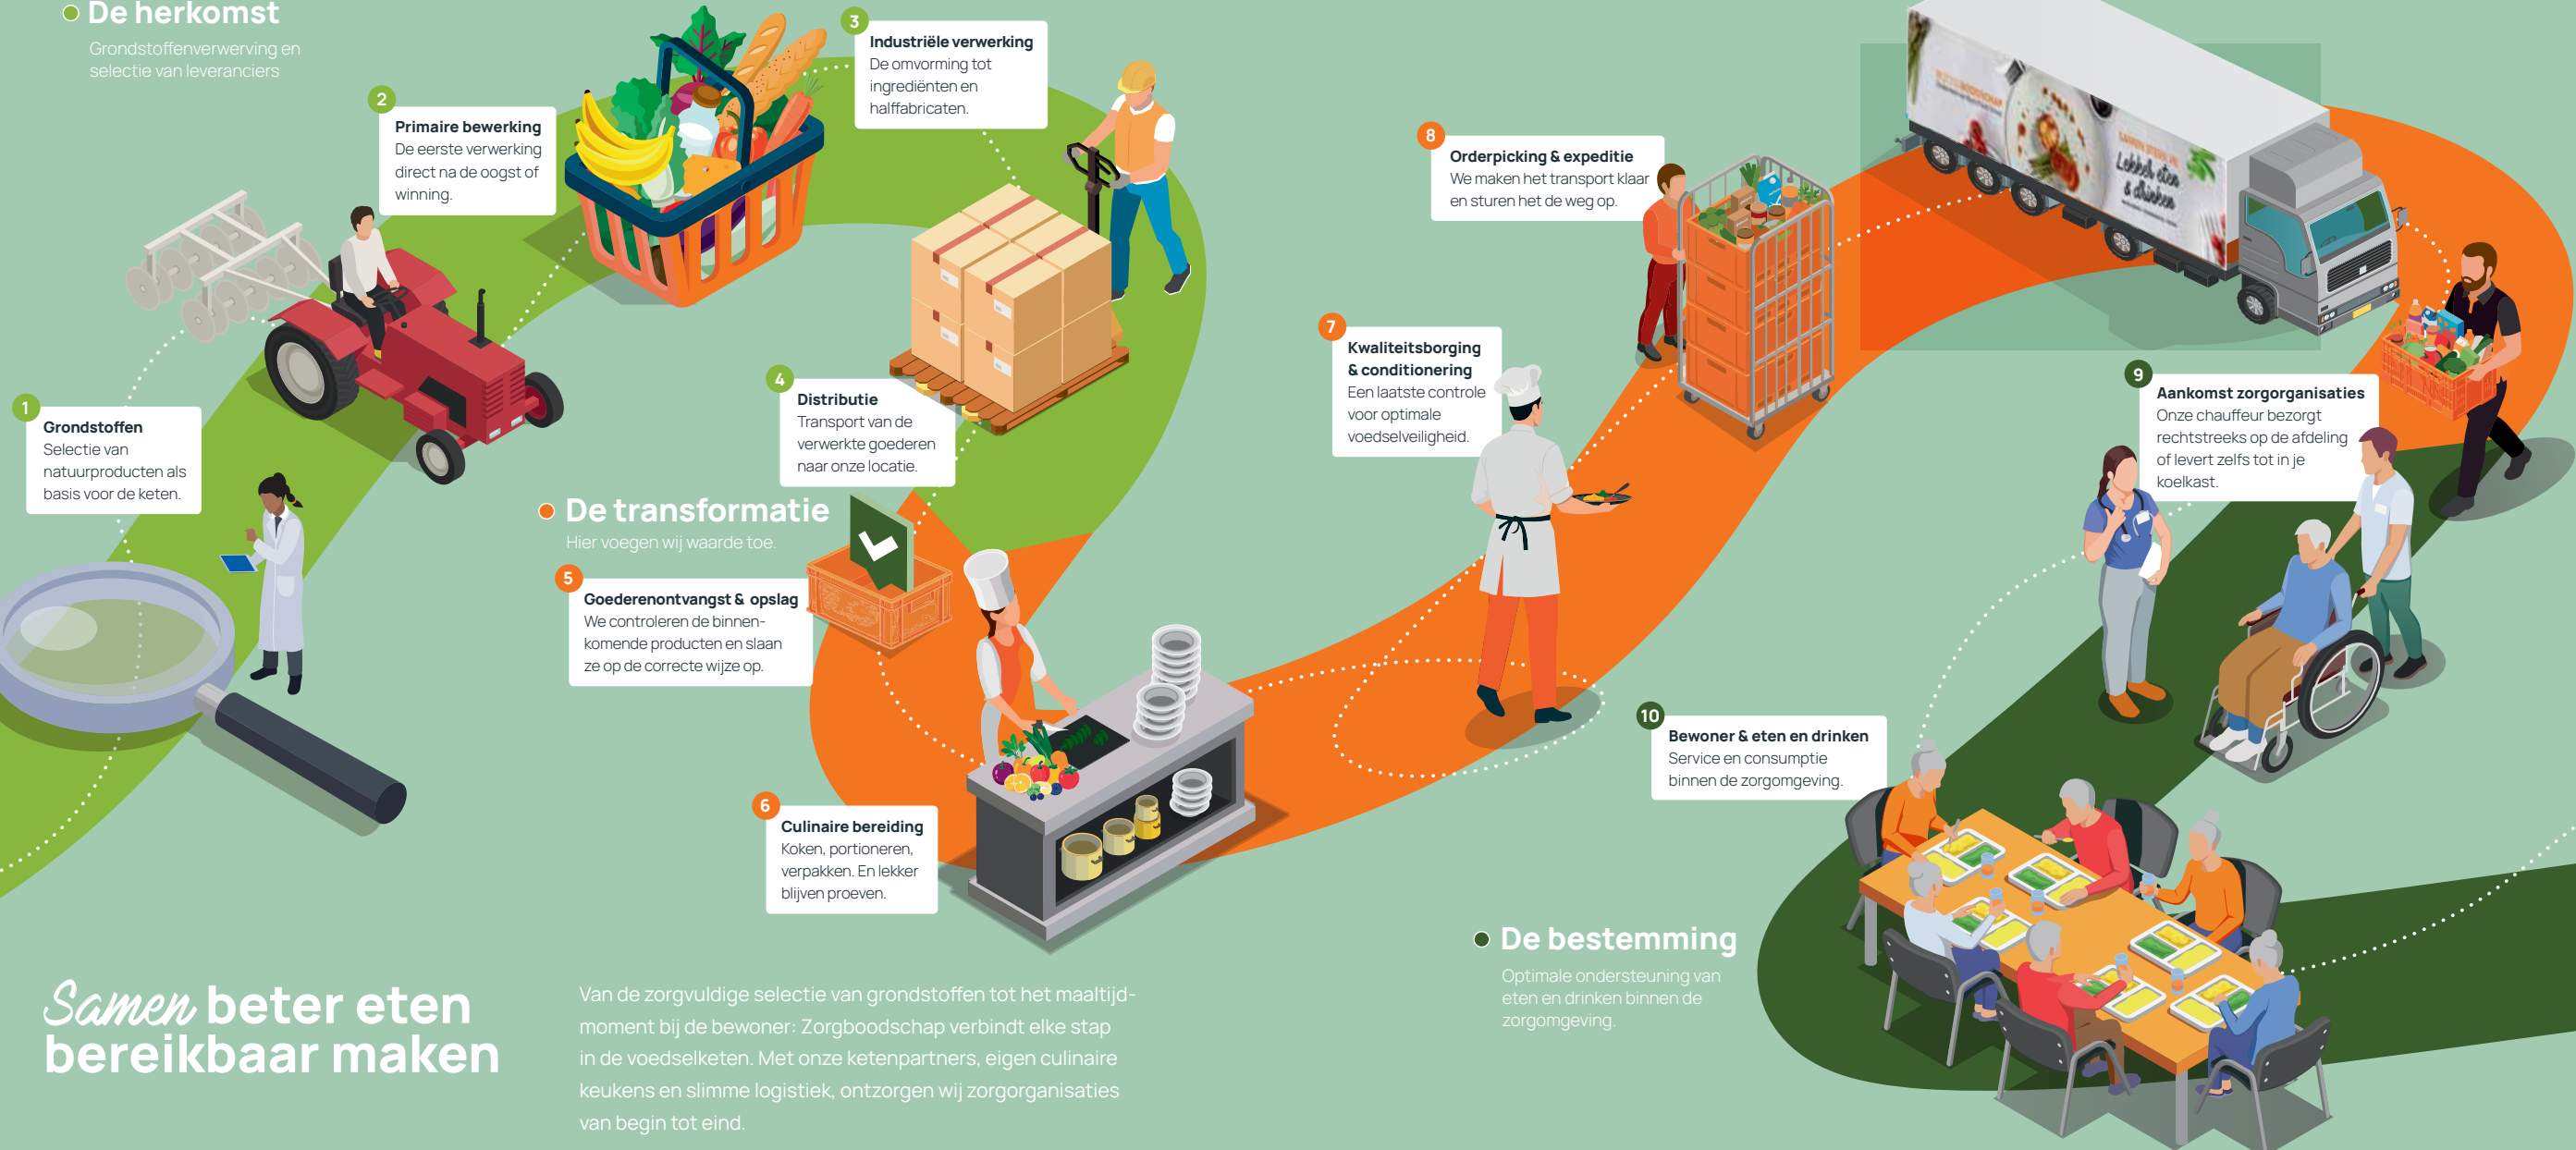 De herkomst
Grondstoffenverwerving en
selectie van leveranciers
1
Grondstoffen
Selectie van
natuurproducten als
basis voor de keten.
2
Primaire bewerking
De eerste verwerking
direct na de oogst of
winning.
3
Industriële verwerking
De omvorming tot
ingrediënten en
halffabricaten.
4
Distributie
Transport van de
verwerkte goederen
naar onze locatie.
De transformatie
Hier voegen wij waarde toe.
5
Goederenontvangst & opslag
We controleren de binnen-
komende producten en slaan
ze op de correcte wijze op.
6
Culinaire bereiding
Koken, portioneren,
verpakken. En lekker
blijven proeven.
7
Kwaliteitsborging
& conditionering
Een laatste controle
voor optimale
voedselveiligheid.
8
Orderpicking & expeditie
We maken het transport klaar
en sturen het de weg op.
Lekker eten
& drinken
9
Aankomst zorgorganisaties
Onze chauffeur bezorgt
rechtstreeks op de afdeling
of levert zelfs tot in je
koelkast.
10
Bewoner & eten en drinken
Service en consumptie
binnen de zorgomgeving.
De bestemming
Optimale ondersteuning van
eten en drinken binnen de
zorgomgeving.
Samen beter eten
bereikbaar maken
Van de zorgvuldige selectie van grondstoffen tot het maaltijd-
moment bij de bewoner: Zorgboodschap verbindt elke stap
in de voedselketen. Met onze ketenpartners, eigen culinaire
keukens en slimme logistiek, ontzorgen wij zorgorganisaties
van begin tot eind.